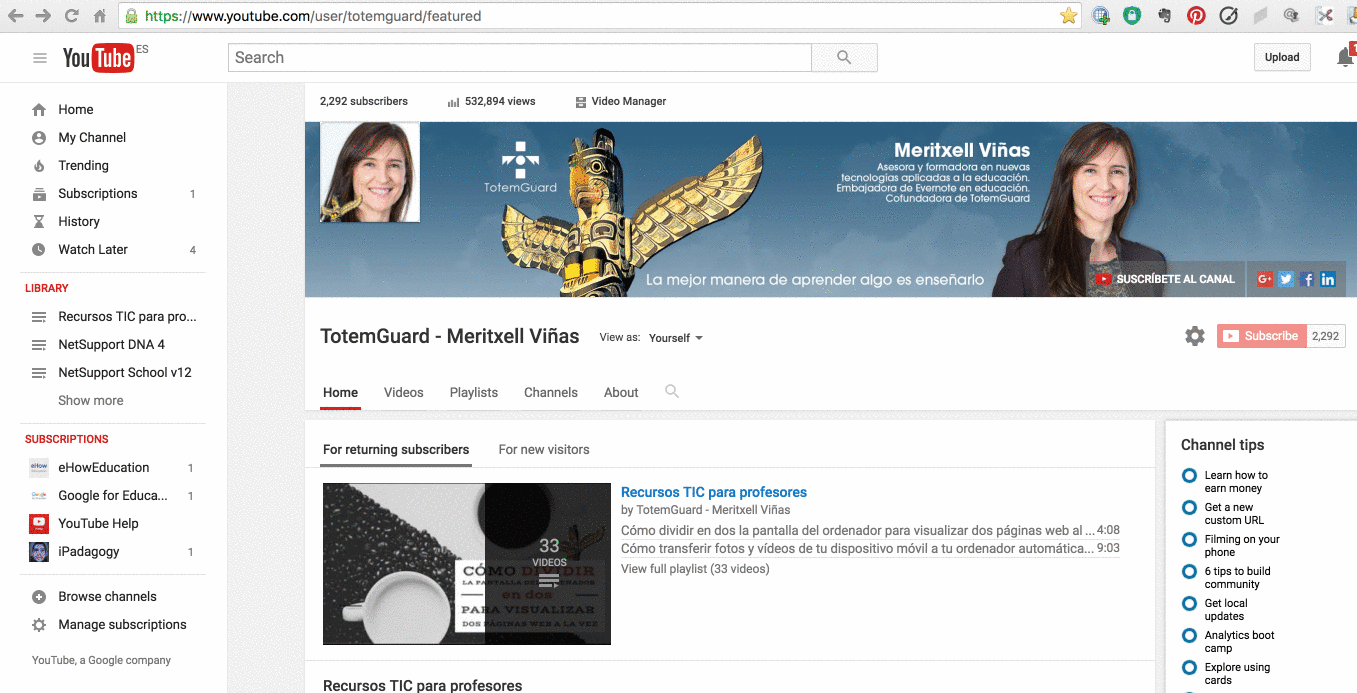 https://www.youtube.com/user/totemguard/featured
YouTube ES
Search
Upload
1
Home
My Channel
Trending
Subscriptions 1
History
Watch Later 4
LIBRARY
Recursos TIC para pro...
NetSupport DNA 4
NetSupport School v12
Show more
SUBSCRIPTIONS
eHowEducation 1
Google for Educa... 1
YouTube Help
iPadagogy 1
Browse channels
Manage subscriptions
YouTube, a Google company
2,292 subscribers
532,894 views
Video Manager
TotemGuard
Meritxell Viñas
Asesora y formadora en nuevas
tecnologías aplicadas a la educación.
Embajadora de Evernote en educación.
Cofundadora de TotemGuard
La mejor manera de aprender algo es enseñarlo
SUSCRÍBETE AL CANAL
TotemGuard - Meritxell Viñas
View as: Yourself
Subscribe 2,292
Home
Videos
Playlists
Channels
About
For returning subscribers
For new visitors
33
VIDEOS
CÓMO DIVIDIR
LA PANTALLA DEL ORDENADOR
en dos
PARA VISUALIZAR
DOS PÁGINAS WEB A LA VEZ
Recursos TIC para profesores
by TotemGuard - Meritxell Viñas
Cómo dividir en dos la pantalla del ordenador para visualizar dos páginas web al ... 4:08
Cómo transferir fotos y vídeos de tu dispositivo móvil a tu ordenador automática... 9:03
View full playlist (33 videos)
Recursos TIC para profesores
Channel tips
Learn how to
earn money
Get a new
custom URL
Filming on your
phone
6 tips to build
community
Get local
updates
Analytics boot
camp
Explore using
cards